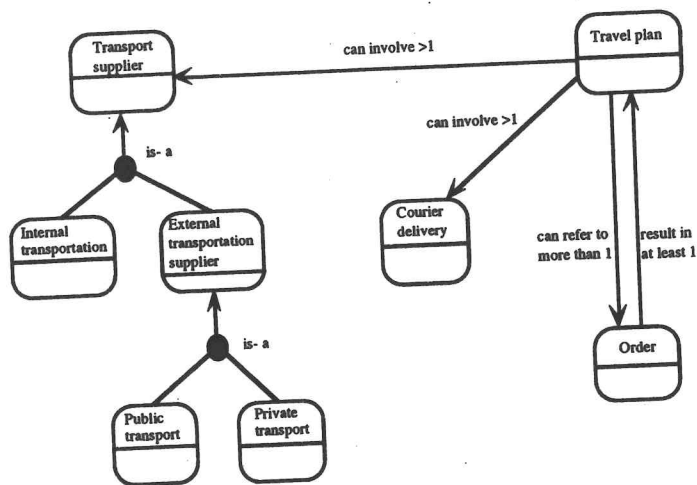 Transport
supplier
can involve >1
Travel plan
can involve >1
is- a
Internal
transportation
External
transportation
supplier
Courier
delivery
can refer to
more than 1
result in
at least 1
is- a
Order
Public
transport
Private
transport